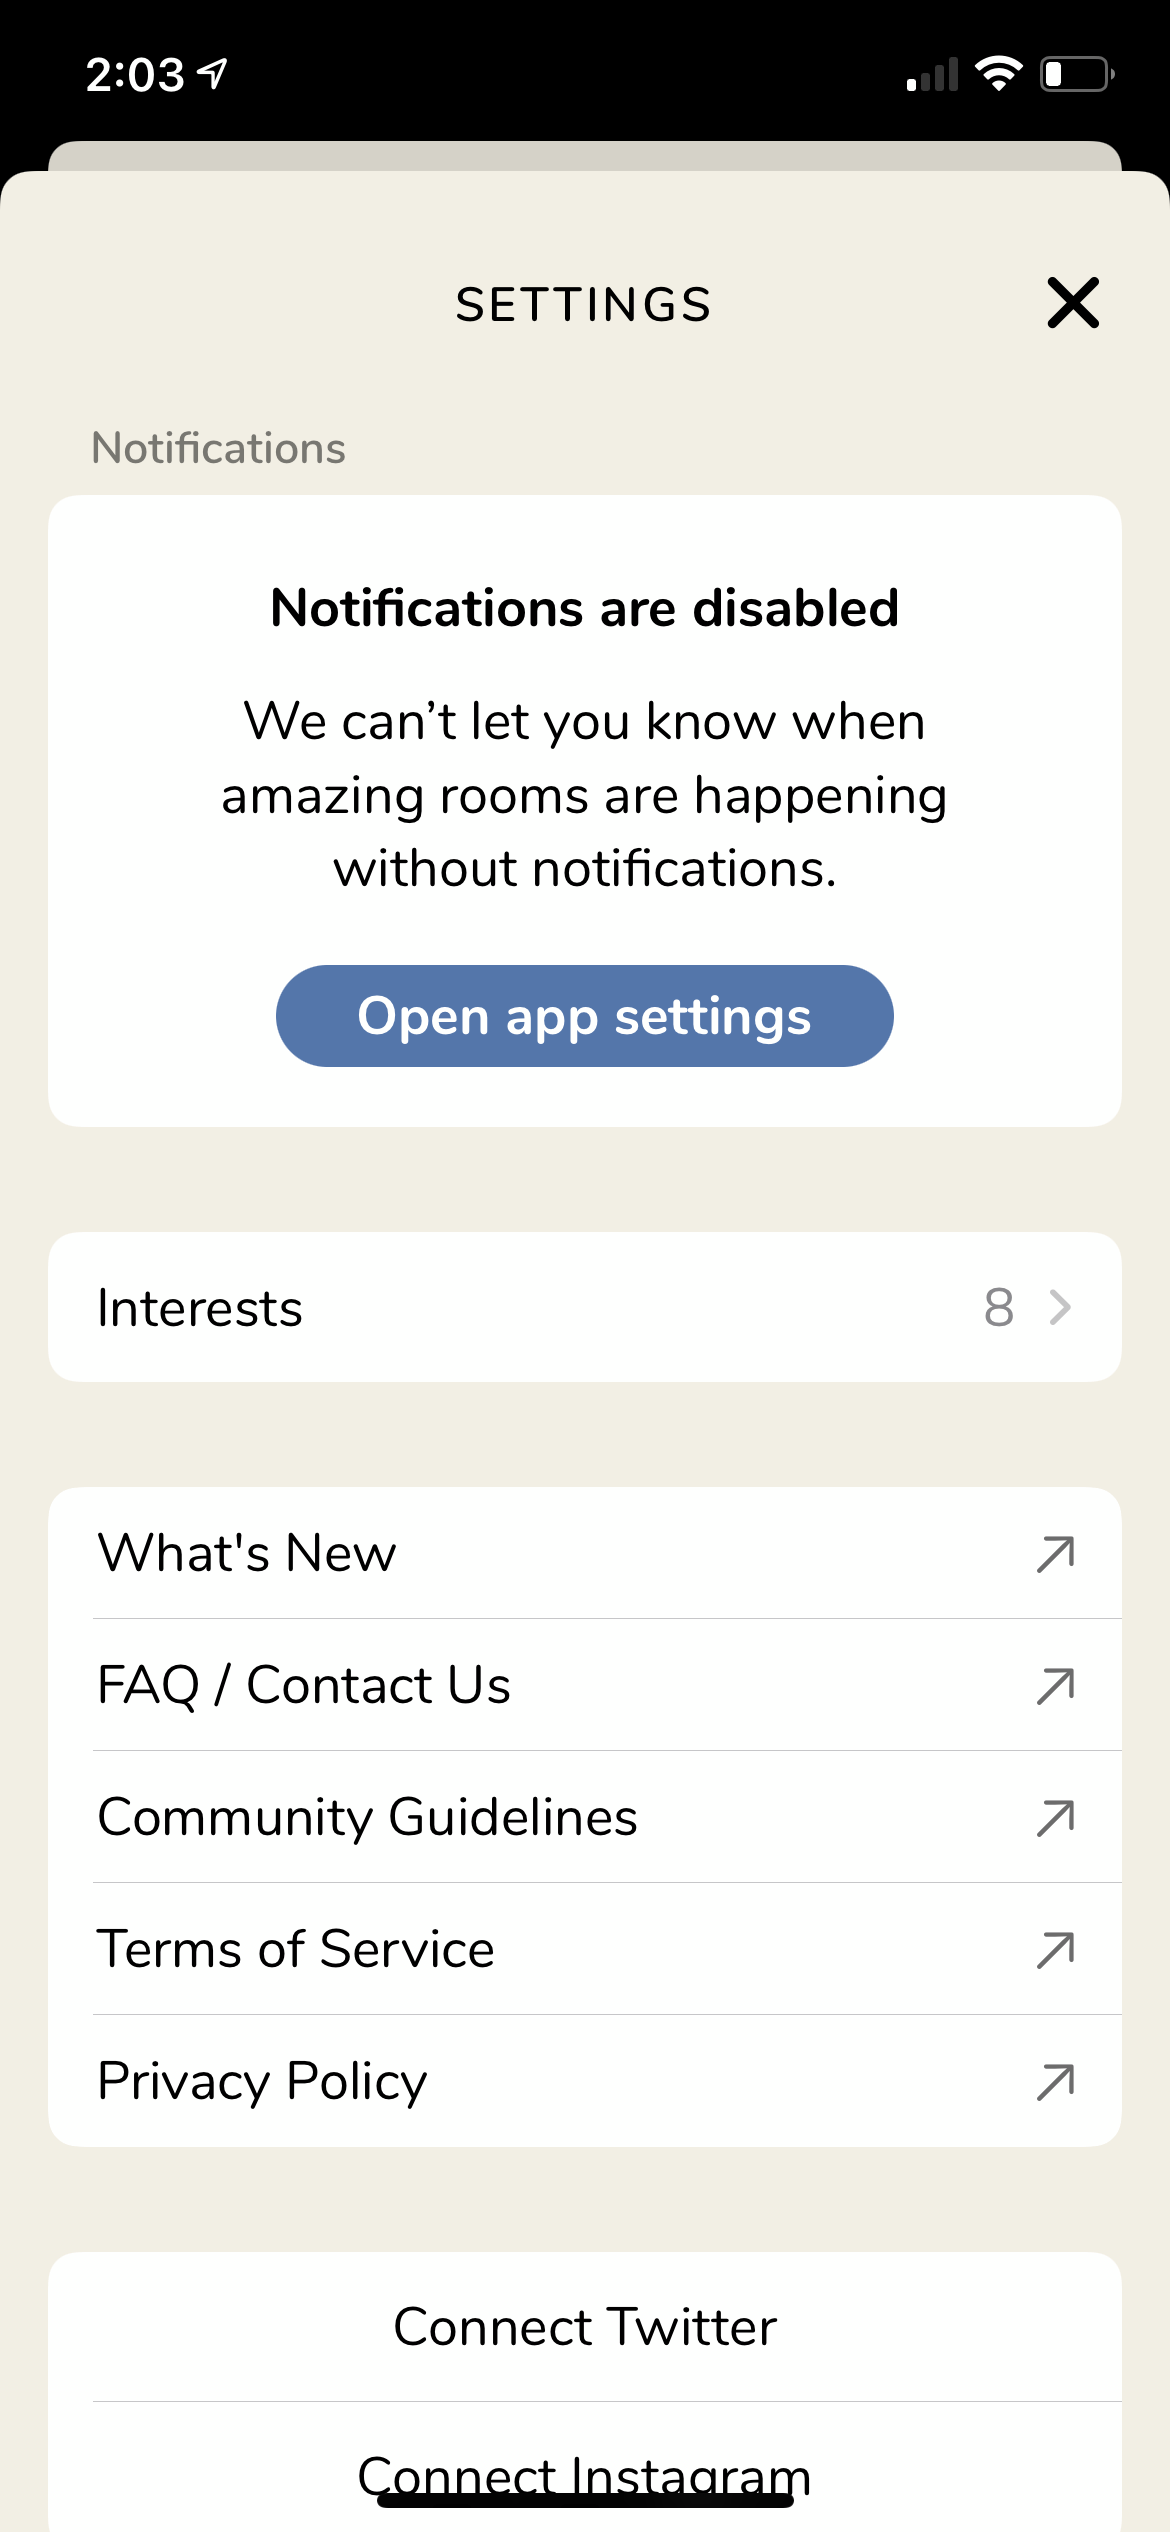 2:03
SETTINGS
Notifications
Notifications are disabled
We can’t let you know when
amazing rooms are happening
without notifications.
Open app settings
Interests 8
What's New
FAQ / Contact Us
Community Guidelines
Terms of Service
Privacy Policy
Connect Twitter
Connect Instagram